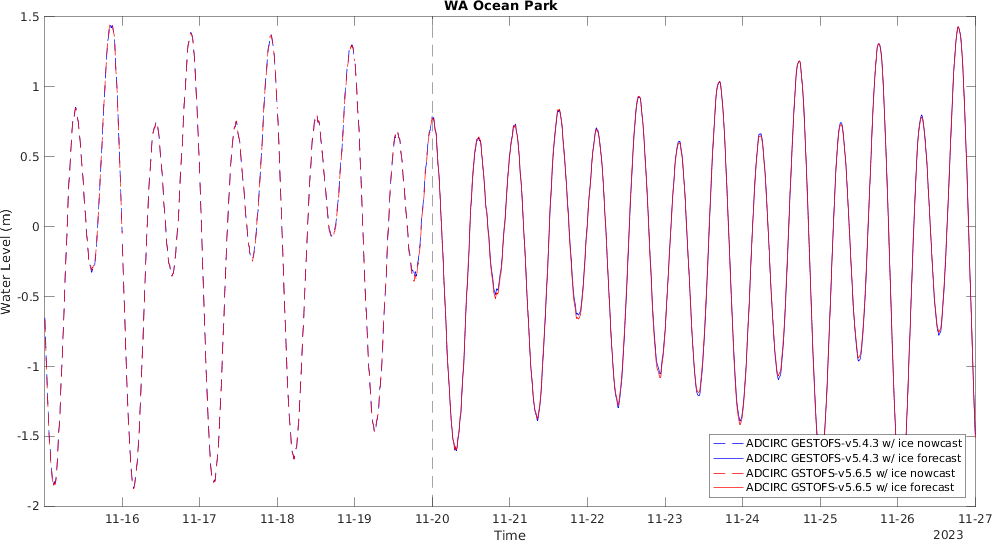 WA Ocean Park
1.5
1
0.5
0
-0.5
-1
-1.5
-2
Water Level (m)
ADCIRC GESTOFS-v5.4.3 w/ ice nowcast
ADCIRC GESTOFS-v5.4.3 w/ ice forecast
ADCIRC GSTOFS-v5.6.5 w/ ice nowcast
ADCIRC GSTOFS-v5.6.5 w/ ice forecast
11-16 11-17 11-18 11-19 11-20 11-21 11-22 11-23 11-24 11-25 11-26 11-27
Time 2023